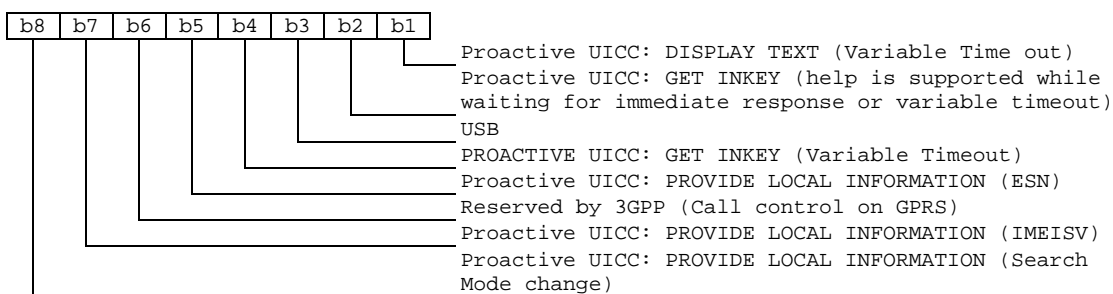 b8 b7 b6 b5 b4 b3 b2 b1
Proactive UICC: DISPLAY TEXT (Variable Time out)
Proactive UICC: GET INKEY (help is supported while
waiting for immediate response or variable timeout)
USB
PROACTIVE UICC: GET INKEY (Variable Timeout)
Proactive UICC: PROVIDE LOCAL INFORMATION (ESN)
Reserved by 3GPP (Call control on GPRS)
Proactive UICC: PROVIDE LOCAL INFORMATION (IMEISV)
Proactive UICC: PROVIDE LOCAL INFORMATION (Search
Mode change)